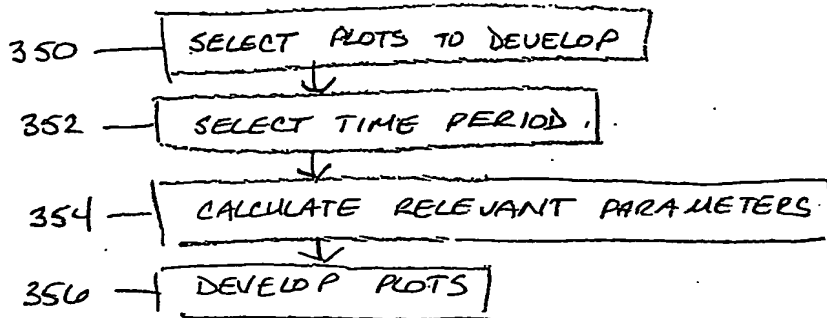 350 SELECT PLOTS TO DEVELOP
352 SELECT TIME PERIOD.
354 CALCULATE RELEVANT PARAMETERS
356 DEVELOP PLOTS